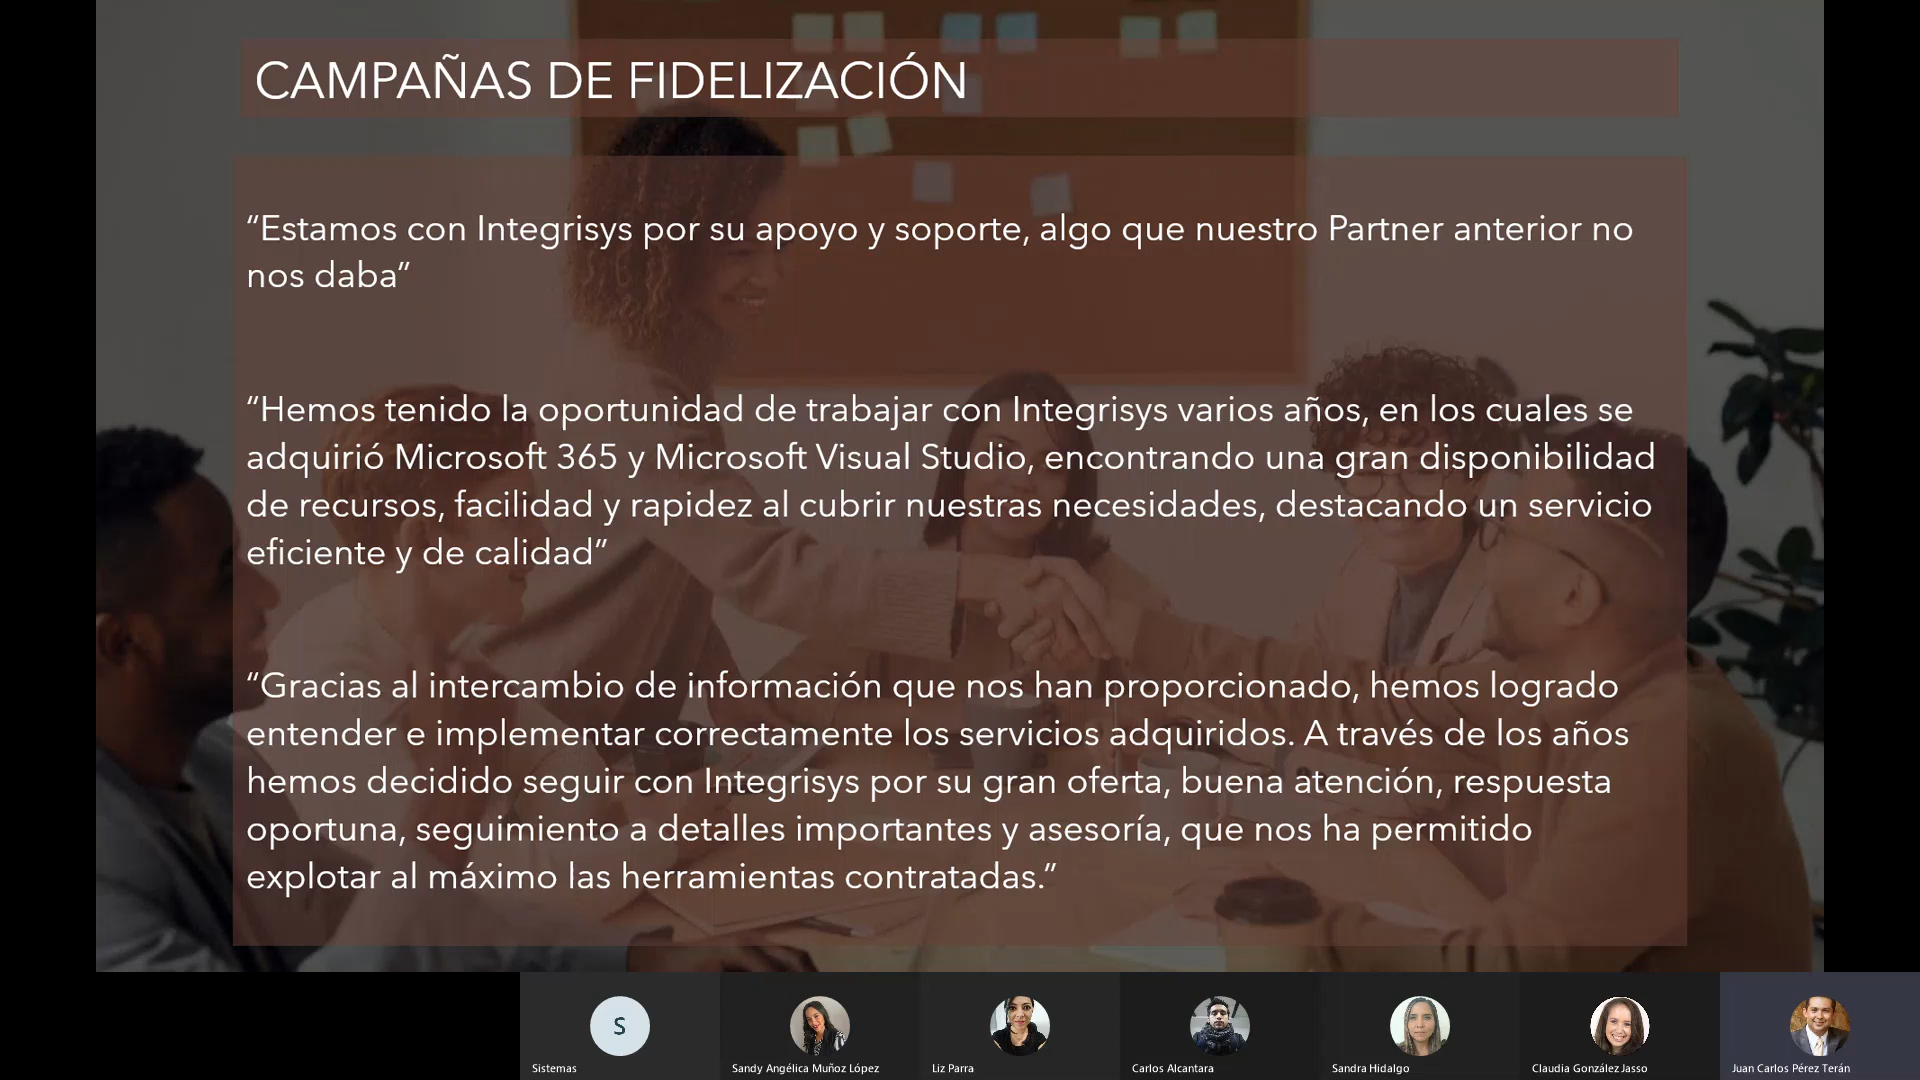 CAMPAÑAS DE FIDELIZACIÓN
“Estamos con Integrisys por su apoyo y soporte, algo que nuestro Partner anterior no
nos daba”
“Hemos tenido la oportunidad de trabajar con Integrisys varios años, en los cuales se
adquirió Microsoft 365 y Microsoft Visual Studio, encontrando una gran disponibilidad
de recursos, facilidad y rapidez al cubrir nuestras necesidades, destacando un servicio
eficiente y de calidad”
“Gracias al intercambio de información que nos han proporcionado, hemos logrado
entender e implementar correctamente los servicios adquiridos. A través de los años
hemos decidido seguir con Integrisys por su gran oferta, buena atención, respuesta
oportuna, seguimiento a detalles importantes y asesoría, que nos ha permitido
explotar al máximo las herramientas contratadas.”
S
Sistemas
Sandy Angélica Muñoz López
Liz Parra
Carlos Alcantara
Sandra Hidalgo
Claudia González Jasso
Juan Carlos Pérez Terán